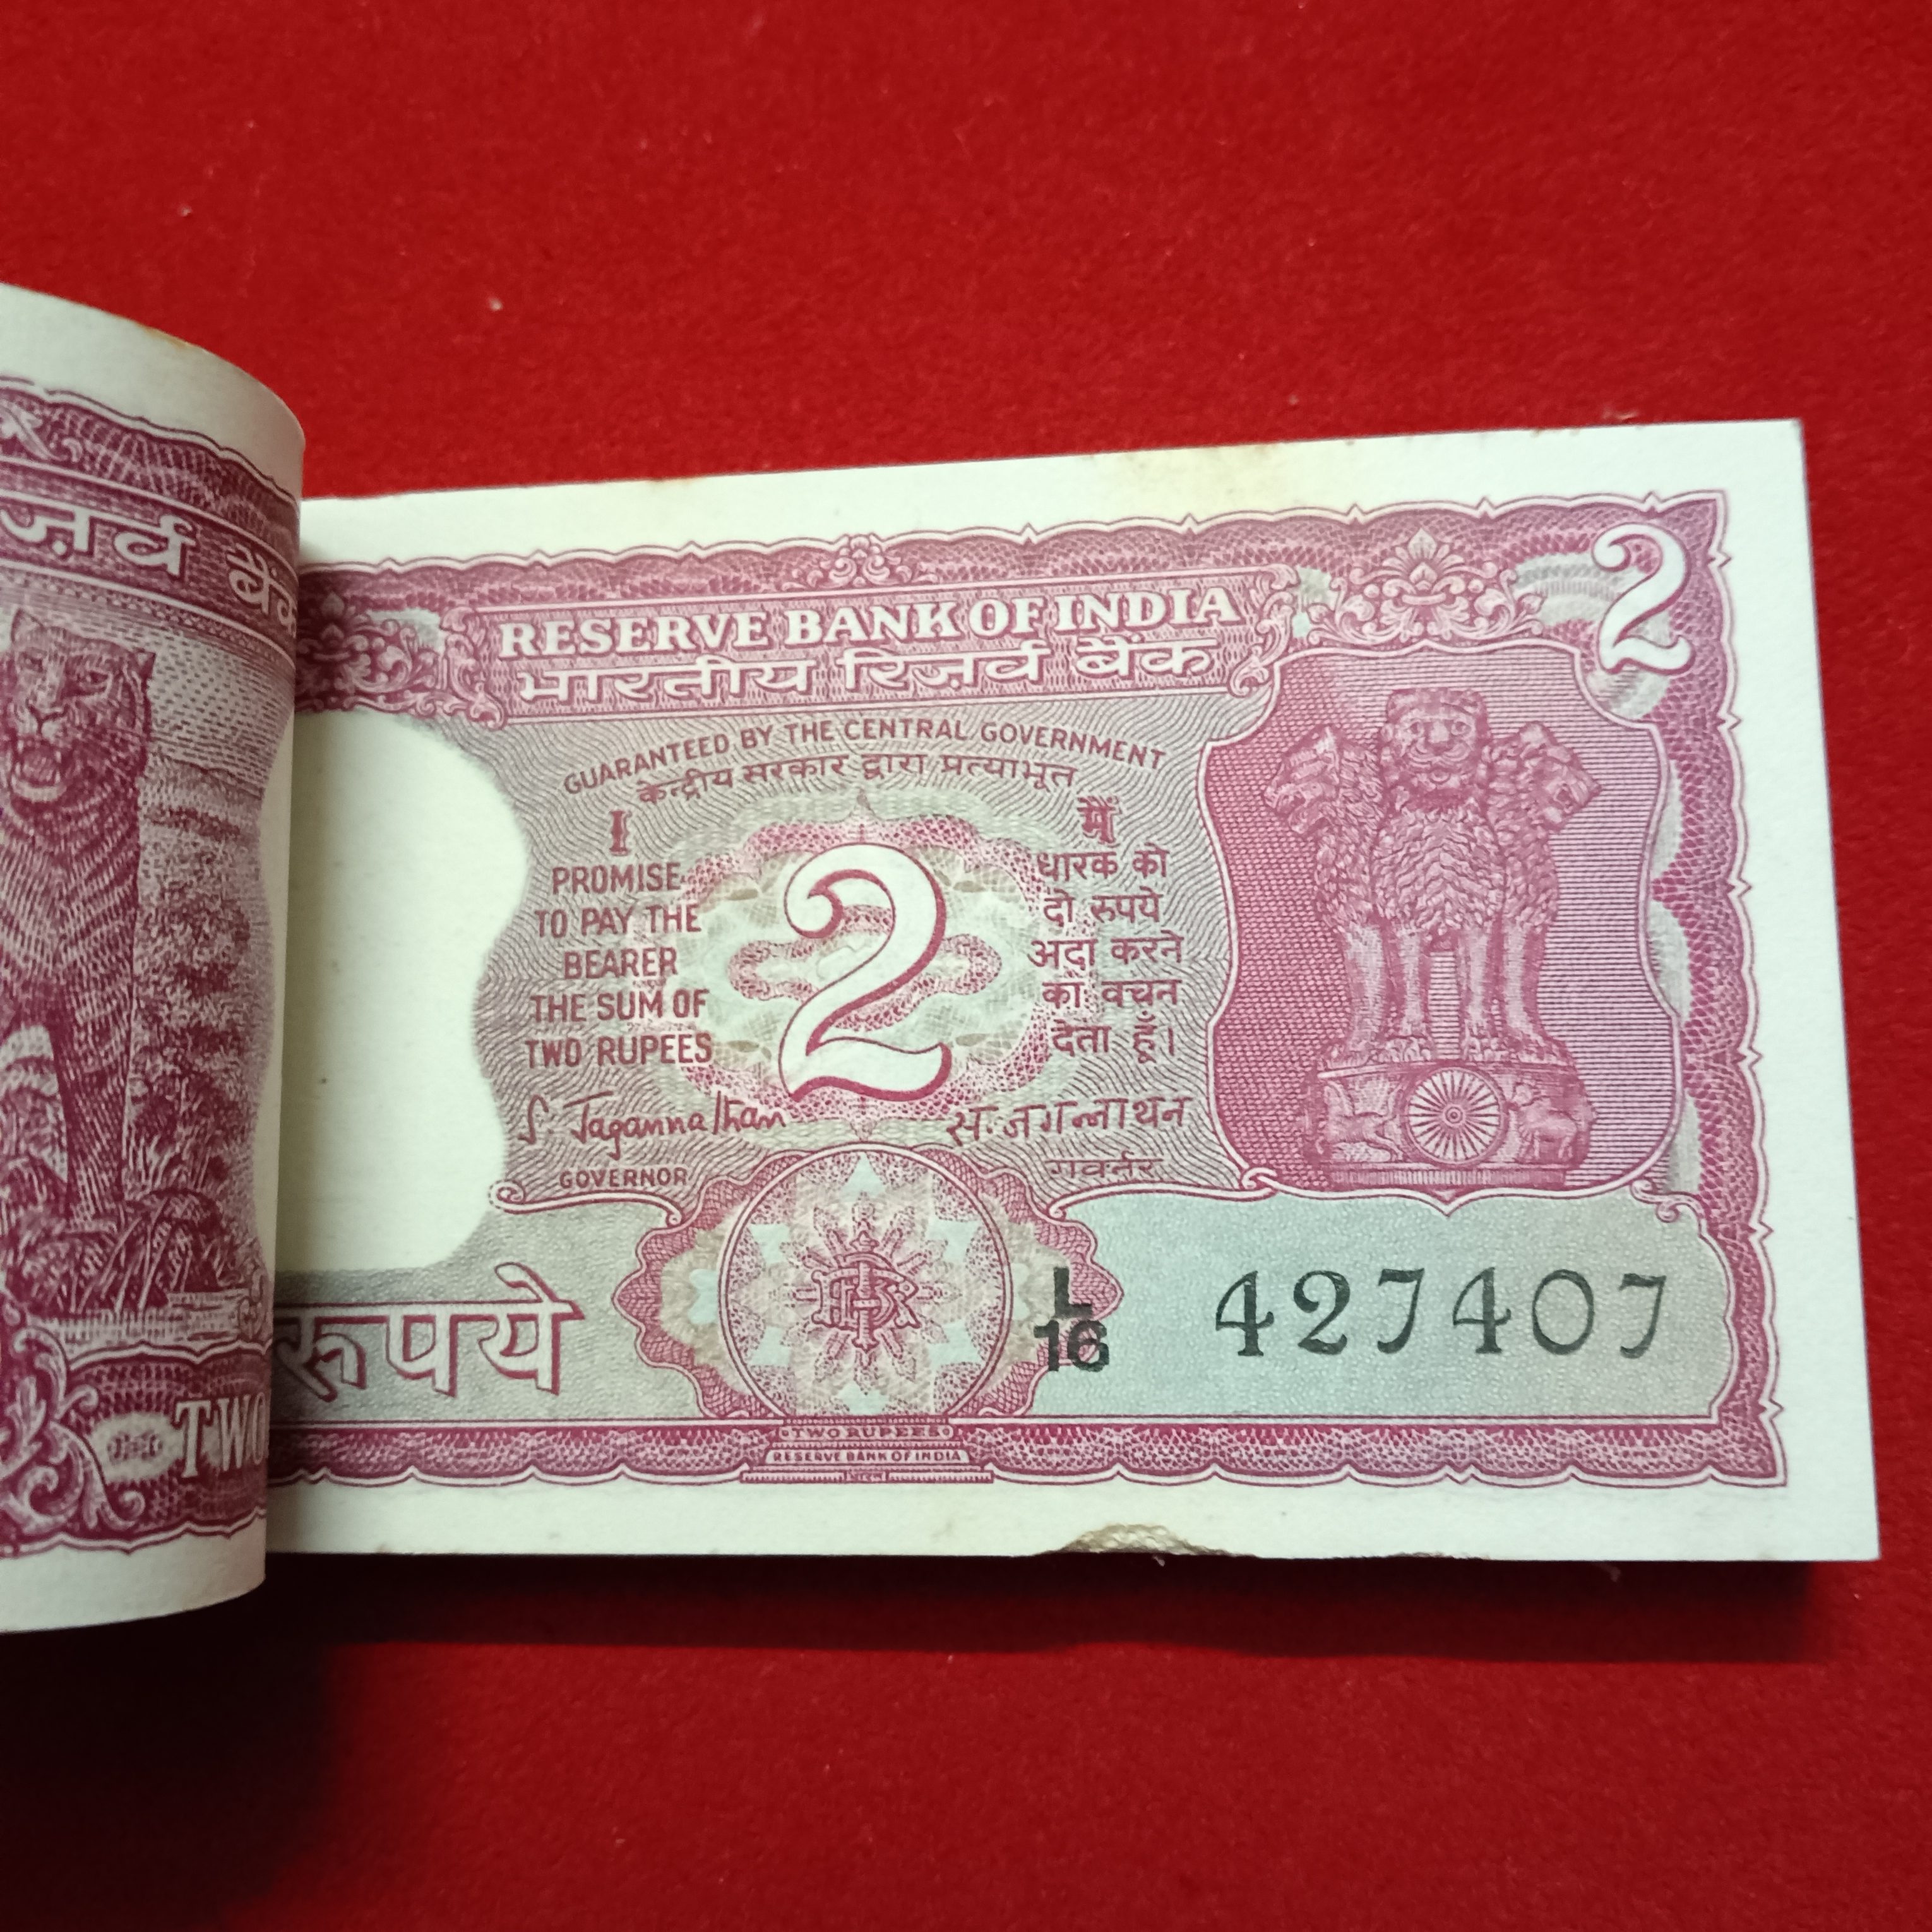 ज़र्व बैंक
TWO
RESERVE BANK OF INDIA
भारतीय रिज़र्व बैंक
2
GUARANTEED BY THE CENTRAL GOVERNMENT
केन्द्रीय सरकार द्वारा प्रत्याभूत
I
PROMISE
TO PAY THE
BEARER
THE SUM OF
TWO RUPEES
2
मैं
धारक को
दो रुपये
अदा करने
का वचन
देता हूँ।
S. Jagannathan
GOVERNOR
स. जगन्नाथन
गवर्नर
रुपये
L
16
427407
TWO RUPEES
RESERVE BANK OF INDIA